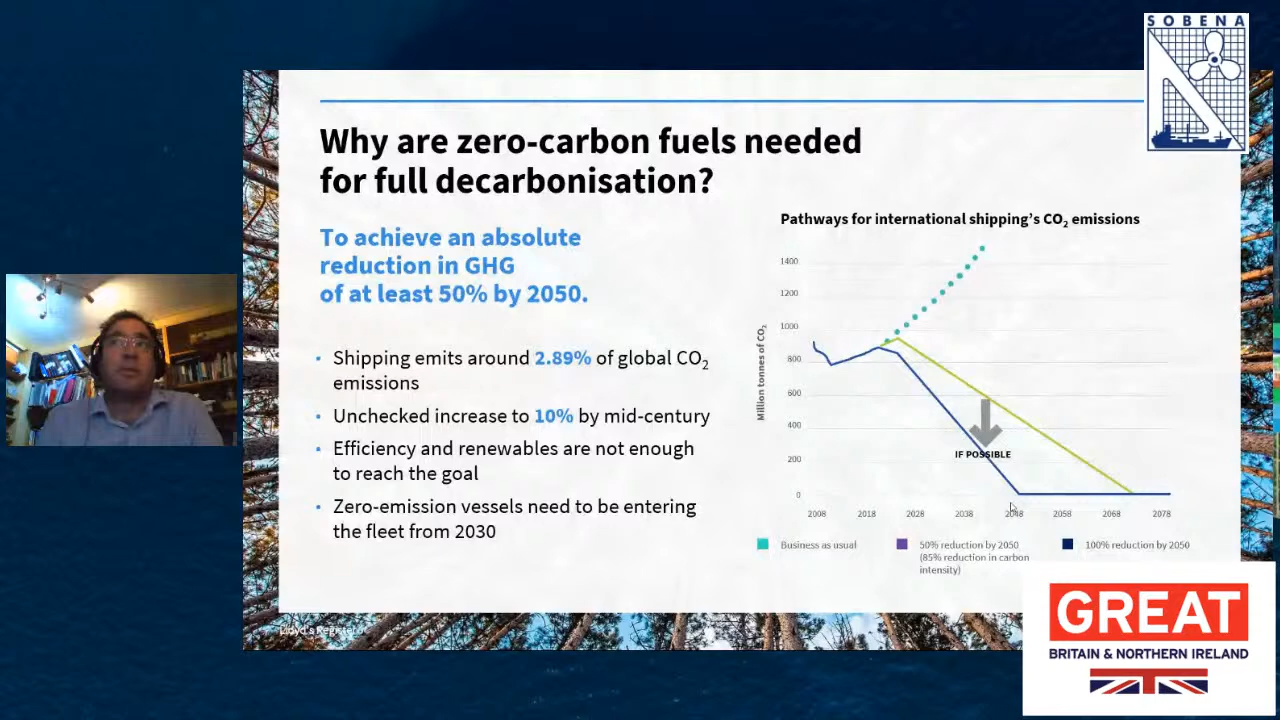 SOBENA
Why are zero-carbon fuels needed
for full decarbonisation?
To achieve an absolute
reduction in GHG
of at least 50% by 2050.
Shipping emits around 2.89% of global CO2
emissions
Unchecked increase to 10% by mid-century
Efficiency and renewables are not enough
to reach the goal
Zero-emission vessels need to be entering
the fleet from 2030
Pathways for international shipping's CO2 emissions
Million tonnes of CO2
1400
1200
1000
800
600
400
200
0
IF POSSIBLE
2008 2018 2028 2038 2048 2058 2068 2078
Business as usual
50% reduction by 2050
(85% reduction in carbon
intensity)
100% reduction by 2050
Lloyd's Register
GREAT
BRITAIN & NORTHERN IRELAND